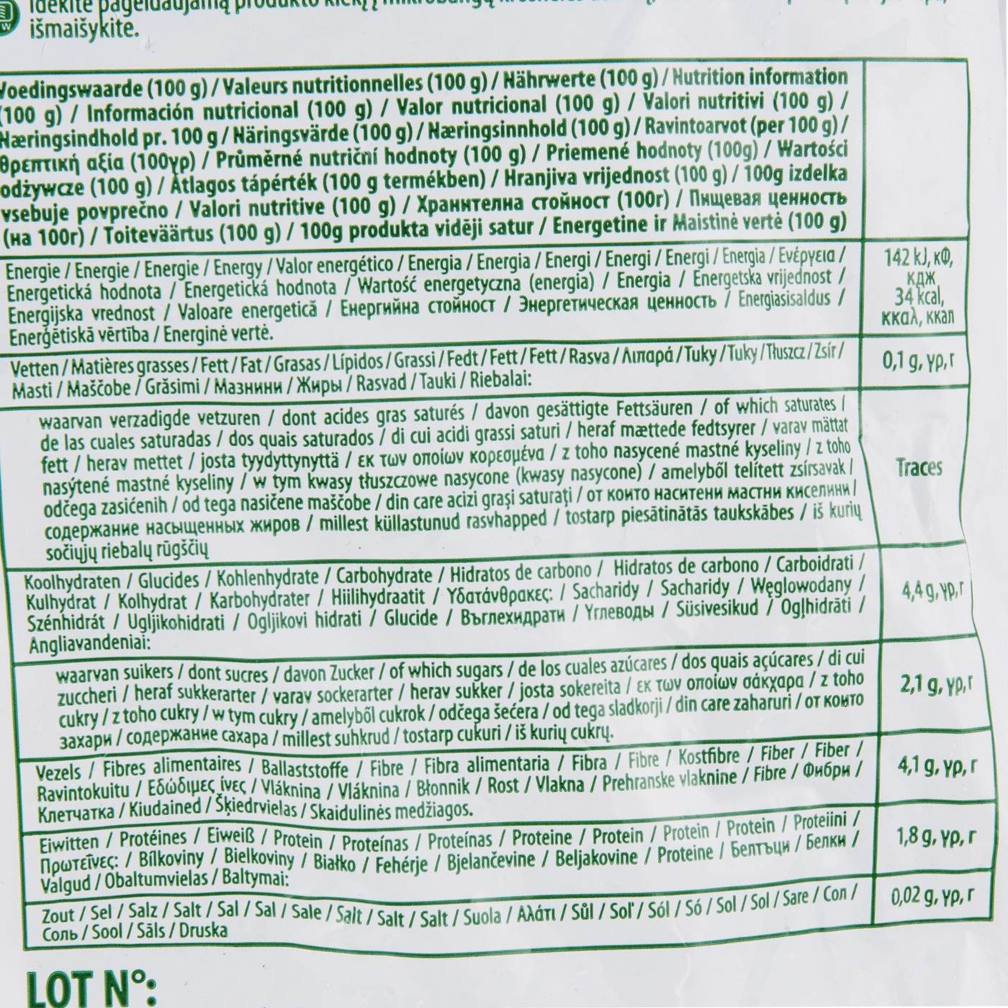 Įdėkite pageidaujamą produkto kiekį į
išmaišykite.
Voedingswaarde (100 g) / Valeurs nutritionnelles (100 g) / Nährwerte (100 g) / Nutrition information
(100 g) / Información nutricional (100 g) / Valor nutricional (100 g) / Valori nutritivi (100 g) /
Næringsindhold pr. 100 g / Näringsvärde (100 g) / Næringsinnhold (100 g) / Ravintoarvot (per 100 g) /
Θρεπτική αξία (100γρ) / Průměrné nutriční hodnoty (100 g) / Priemené hodnoty (100g) / Wartości
odżywcze (100 g) / Átlagos tápérték (100 g termékben) / Hranjiva vrijednost (100 g) / 100g izdelka
vsebuje povprečno / Valori nutritive (100 g) / Хранителна стойност (100г) / Пищевая ценность
(на 100г) / Toiteväärtus (100 g) / 100g produkta vidēji satur / Energetine ir Maistinė vertė (100 g)
Energie / Energie / Energie / Energy / Valor energético / Energia / Energia / Energi / Energi / Energi / Energia / Ενέργεια /
Energetická hodnota / Energetická hodnota / Wartość energetyczna (energia) / Energia / Energetska vrijednost /
Energijska vrednost / Valoare energetică / Енергийна стойност / Энергетическая ценность / Energiasisaldus /
Enerģētiskā vērtība / Energinė vertė.
142 kJ, кΦ,
кДЖ
34 kcal,
κκαλ, ккал
Vetten / Matières grasses / Fett / Fat / Grasas / Lípidos / Grassi / Fedt / Fett / Fett / Rasva / Λιπαρά / Tuky / Tuky / Tłuszcz / Zsír /
Masti / Maščobe / Grăsimi / Мазнини / Жиры / Rasvad / Tauki / Riebalai:
0,1 g, γρ, г
waarvan verzadigde vetzuren / dont acides gras saturés / davon gesättigte Fettsäuren / of which saturates /
de las cuales saturadas / dos quais saturados / di cui acidi grassi saturi / heraf mættede fedtsyrer / varav mättat
fett / herav mettet / josta tyydyttynyttä / εκ των οποίων κορεσμένα / z toho nasycené mastné kyseliny / z toho
nasýtené mastné kyseliny / w tym kwasy tłuszczowe nasycone (kwasy nasycone) / amelyből telített zsírsavak /
odčega zasićenih / od tega nasičene maščobe / din care acizi grași saturați / от които наситени мастни киселини /
содержание насыщенных жиров / millest küllastunud rasvhapped / tostarp piesātinātās taukskābes / iš kurių
sočiųjų riebalų rūgščių
Traces
Koolhydraten / Glucides / Kohlenhydrate / Carbohydrate / Hidratos de carbono / Hidratos de carbono / Carboidrati /
Kulhydrat / Kolhydrat / Karbohydrater / Hiilihydraatit / Υδατάνθρακες: / Sacharidy / Sacharidy / Węglowodany /
Szénhidrát / Ugljikohidrati / Ogljikovi hidrati / Glucide / Въглехидрати / Углеводы / Süsivesikud / Ogļhidrāti /
Angliavandeniai:
4,4 g, γρ, г
waarvan suikers / dont sucres / davon Zucker / of which sugars / de los cuales azúcares / dos quais açúcares / di cui
zuccheri / heraf sukkerarter / varav sockerarter / herav sukker / josta sokereita / εκ των οποίων σάκχαρα / z toho
cukry / z toho cukry / w tym cukry / amelyből cukrok / odčega šećera / od tega sladkorji / din care zaharuri / от които
захари / содержание сахара / millest suhkrud / tostarp cukuri / iš kurių cukrų.
2,1 g, γρ, г
Vezels / Fibres alimentaires / Ballaststoffe / Fibre / Fibra alimentaria / Fibra / Fibre / Kostfibre / Fiber / Fiber /
Ravintokuitu / Εδώδιμες ίνες / Vláknina / Vláknina / Błonnik / Rost / Vlakna / Prehranske vlaknine / Fibre / Фибри /
Клетчатка / Kiudained / Šķiedrvielas / Skaidulinės medžiagos.
4,1 g, γρ, г
Eiwitten / Protéines / Eiweiß / Protein / Proteínas / Proteínas / Proteine / Protein / Protein / Protein / Proteiini /
Πρωτεΐνες: / Bílkoviny / Bielkoviny / Białko / Fehérje / Bjelančevine / Beljakovine / Proteine / Белтъци / Белки /
Valgud / Obaltumvielas / Baltymai:
1,8 g, γρ, г
Zout / Sel / Salz / Salt / Sal / Sal / Sale / Salt / Salt / Salt / Suola / Αλάτι / Sůl / Soľ / Sól / Só / Sol / Sol / Sare / Сол /
Соль / Sool / Sāls / Druska
0,02 g, γρ, г
LOT N°: